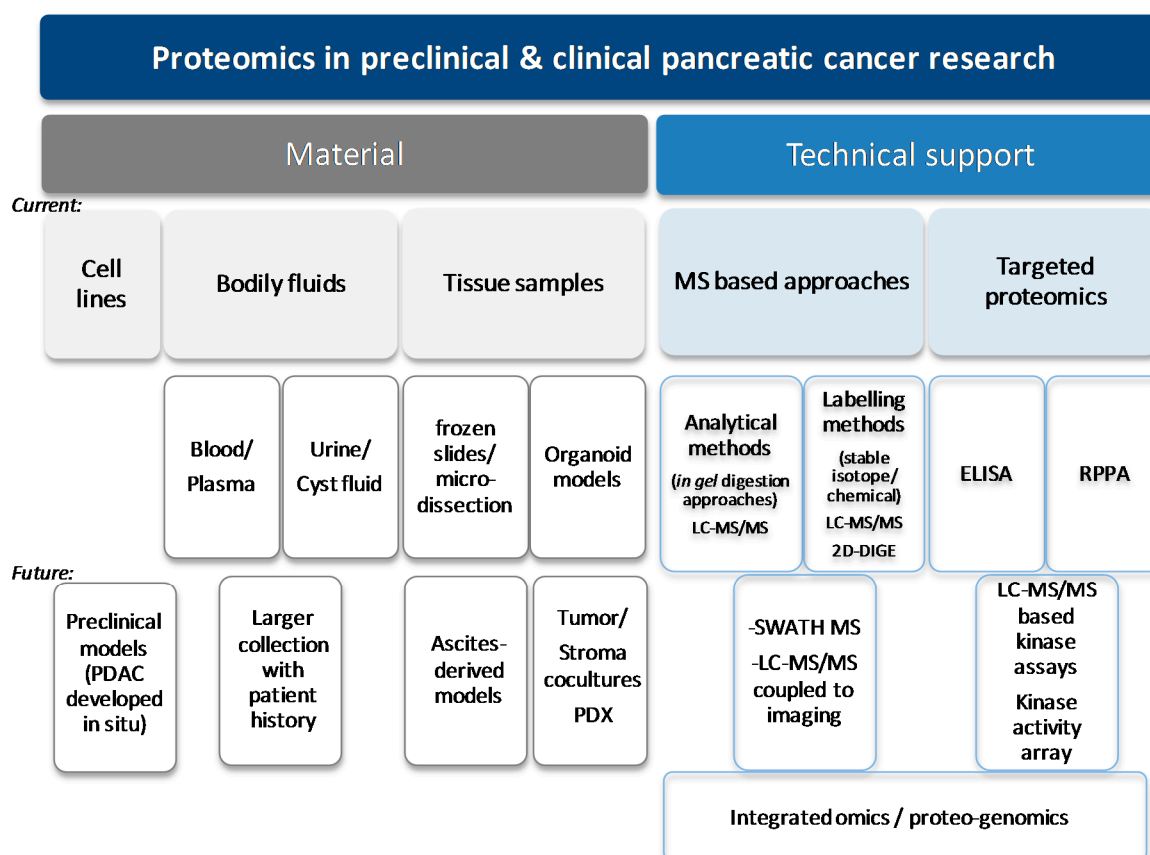 Proteomics in preclinical & clinical pancreatic cancer research
Material
Technical support
Current:
Cell
lines
Bodily fluids
Tissue samples
MS based approaches
Targeted
proteomics
Blood/
Plasma
Urine/
Cyst fluid
frozen
slides/
micro-
dissection
Organoid
models
Analytical
methods
(in gel digestion
approaches)
LC-MS/MS
Labelling
methods
(stable
isotope/
chemical)
LC-MS/MS
2D-DIGE
ELISA
RPPA
Future:
Preclinical
models
(PDAC
developed
in situ)
Larger
collection
with
patient
history
Ascites-
derived
models
Tumor/
Stroma
cocultures
PDX
-SWATH MS
-LC-MS/MS
coupled to
imaging
LC-MS/MS
based
kinase
assays
Kinase
activity
array
Integrated omics / proteo-genomics